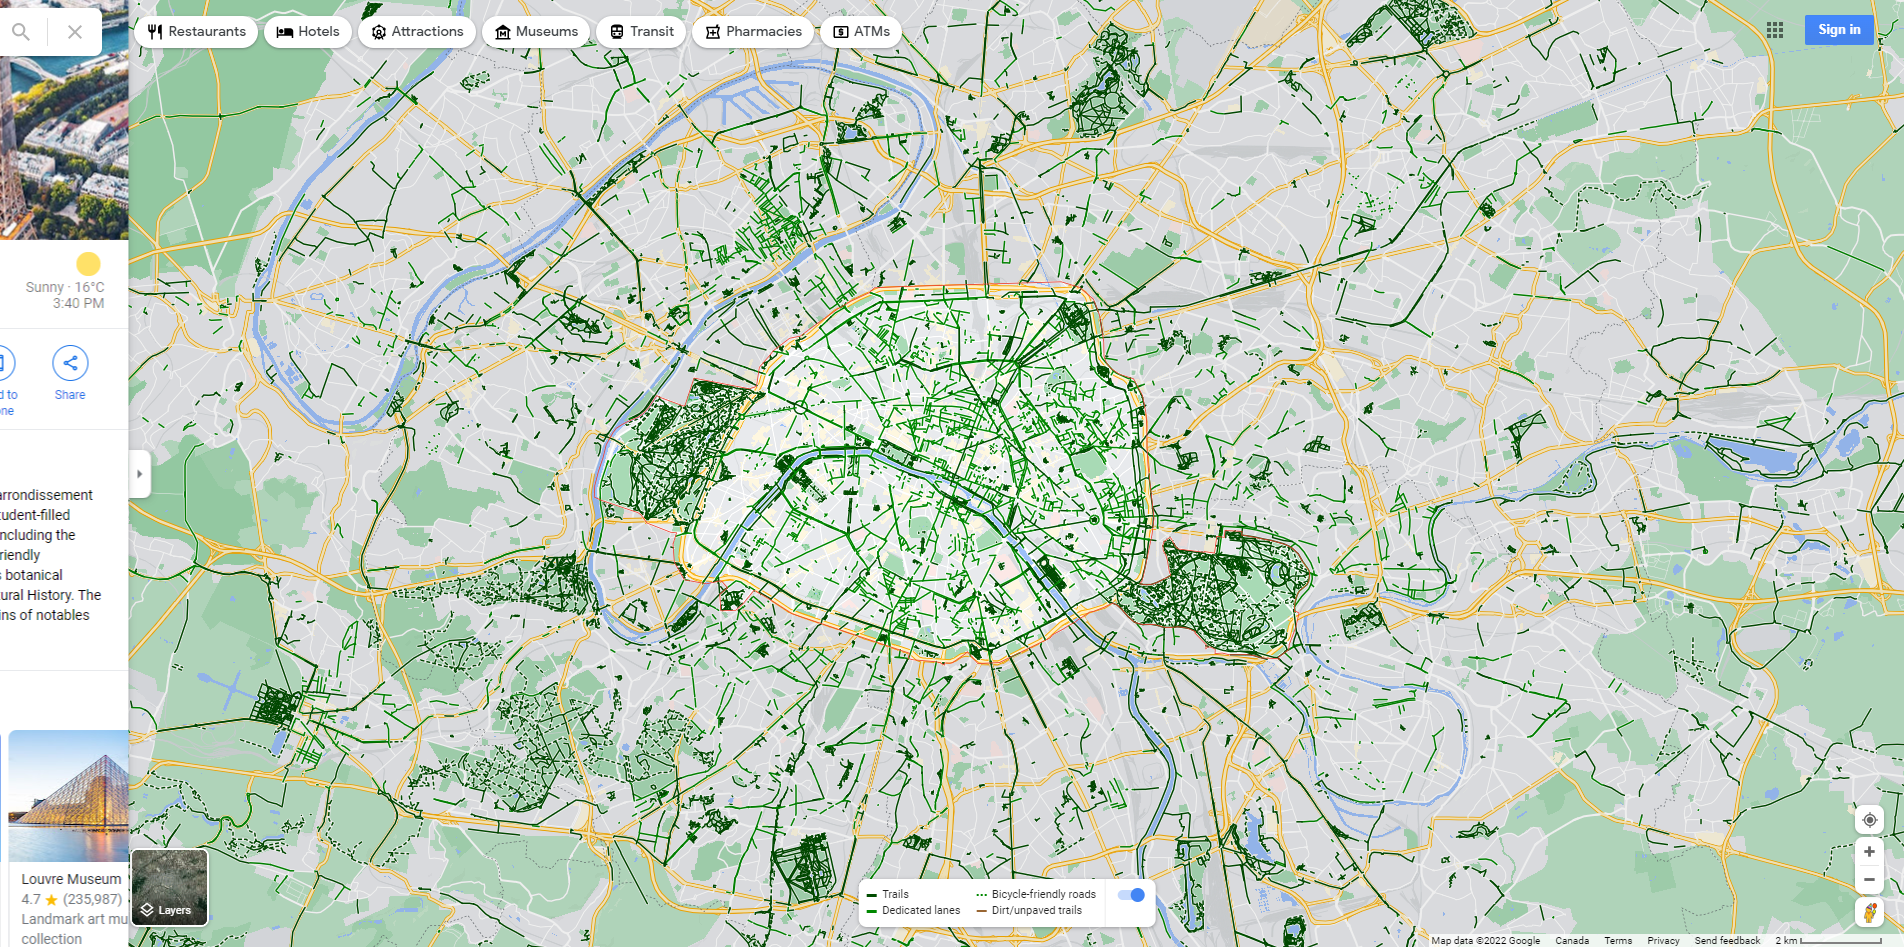 Restaurants
Hotels
Attractions
Museums
Transit
Pharmacies
ATMs
Sign in
Sunny · 16°C
3:40 PM
d to
one
Share
arrondissement
tudent-filled
ncluding the
riendly
s botanical
tural History. The
ins of notables
Louvre Museum
4.7 (235,987)
Landmark art mu
collection
Layers
Trails
Bicycle-friendly roads
Dedicated lanes
Dirt/unpaved trails
Map data ©2022 Google
Canada
Terms
Privacy
Send feedback
2 km